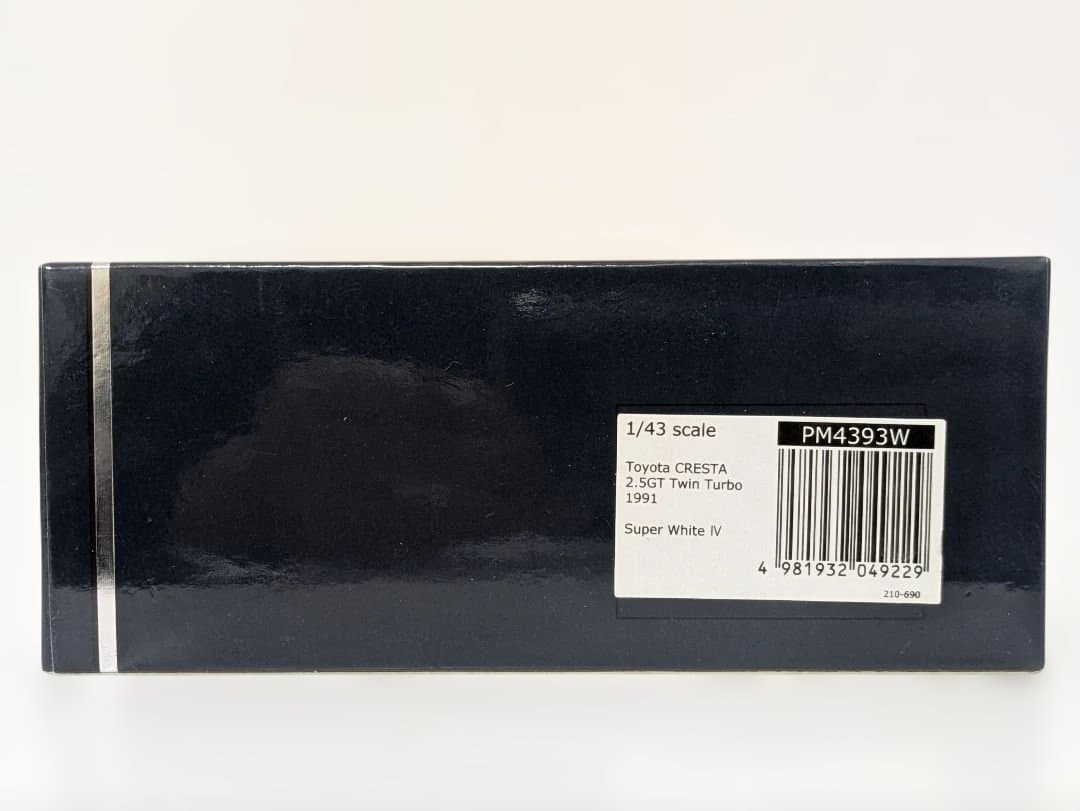 1/43 scale
PM4393W
Toyota CRESTA
2.5GT Twin Turbo
1991
Super White Ⅳ
4 981932 049229
210-690